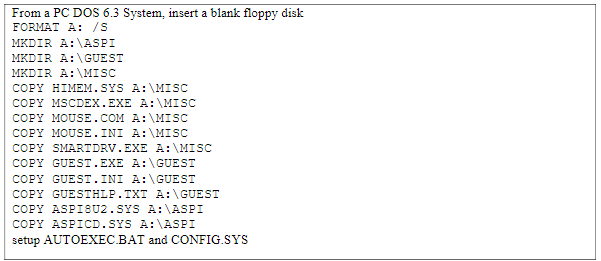 From a PC DOS 6.3 System, insert a blank floppy disk
FORMAT A: /S
MKDIR A:\ASPI
MKDIR A:\GUEST
MKDIR A:\MISC
COPY HIMEM.SYS A:\MISC
COPY MSCDEX.EXE A:\MISC
COPY MOUSE.COM A:\MISC
COPY MOUSE.INI A:\MISC
COPY SMARTDRV.EXE A:\MISC
COPY GUEST.EXE A:\GUEST
COPY GUEST.INI A:\GUEST
COPY GUESTHLP.TXT A:\GUEST
COPY ASPI8U2.SYS A:\ASPI
COPY ASPICD.SYS A:\ASPI
setup AUTOEXEC.BAT and CONFIG.SYS